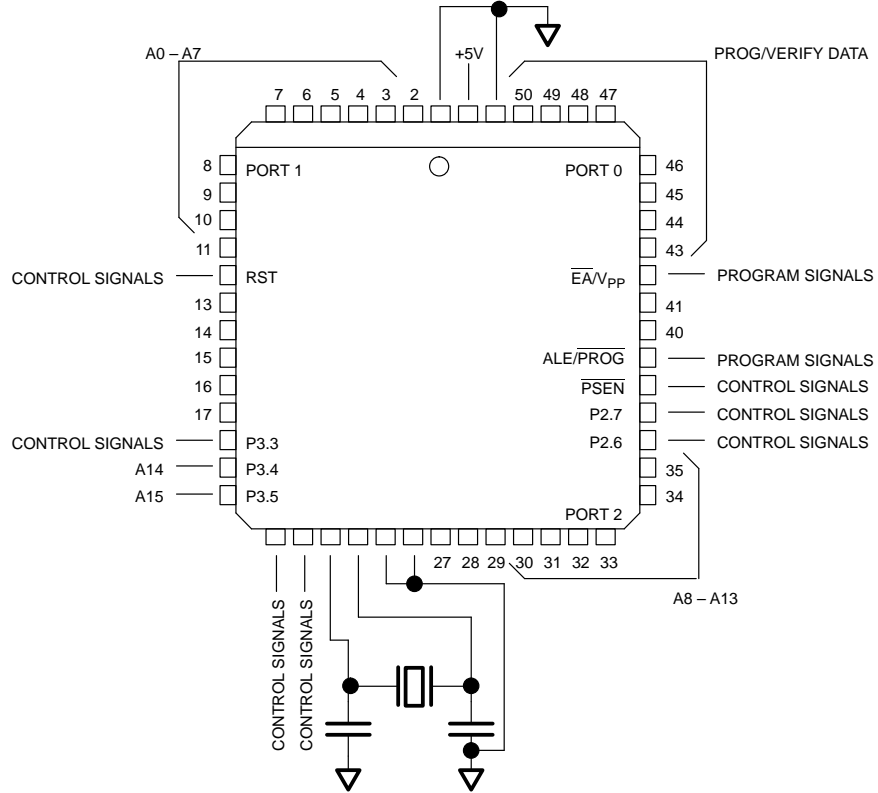 A0 – A7
+5V
PROG/VERIFY DATA
7 6 5 4 3 2 50 49 48 47
8 PORT 1 PORT 0 46
9 45
10 44
11 43
CONTROL SIGNALS RST EA/VPP PROGRAM SIGNALS
13 41
14 40
15 ALE/PROG PROGRAM SIGNALS
16 PSEN CONTROL SIGNALS
17 P2.7 CONTROL SIGNALS
CONTROL SIGNALS P3.3 P2.6 CONTROL SIGNALS
A14 P3.4 35
A15 P3.5 34
PORT 2
27 28 29 30 31 32 33
A8 – A13
CONTROL SIGNALS
CONTROL SIGNALS